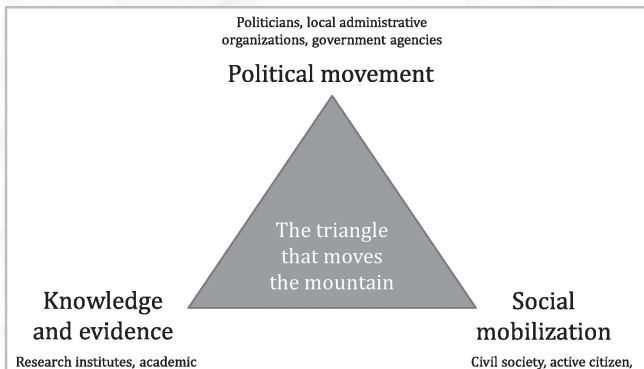 Politicians, local administrative
organizations, government agencies
Political movement
The triangle
that moves
the mountain
Knowledge
and evidence
Research institutes, academic
Social
mobilization
Civil society, active citizen,